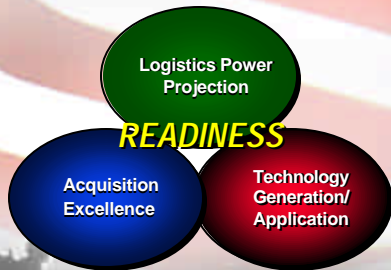 Logistics Power
Projection
READINESS
Acquisition
Excellence
Technology
Generation/
Application